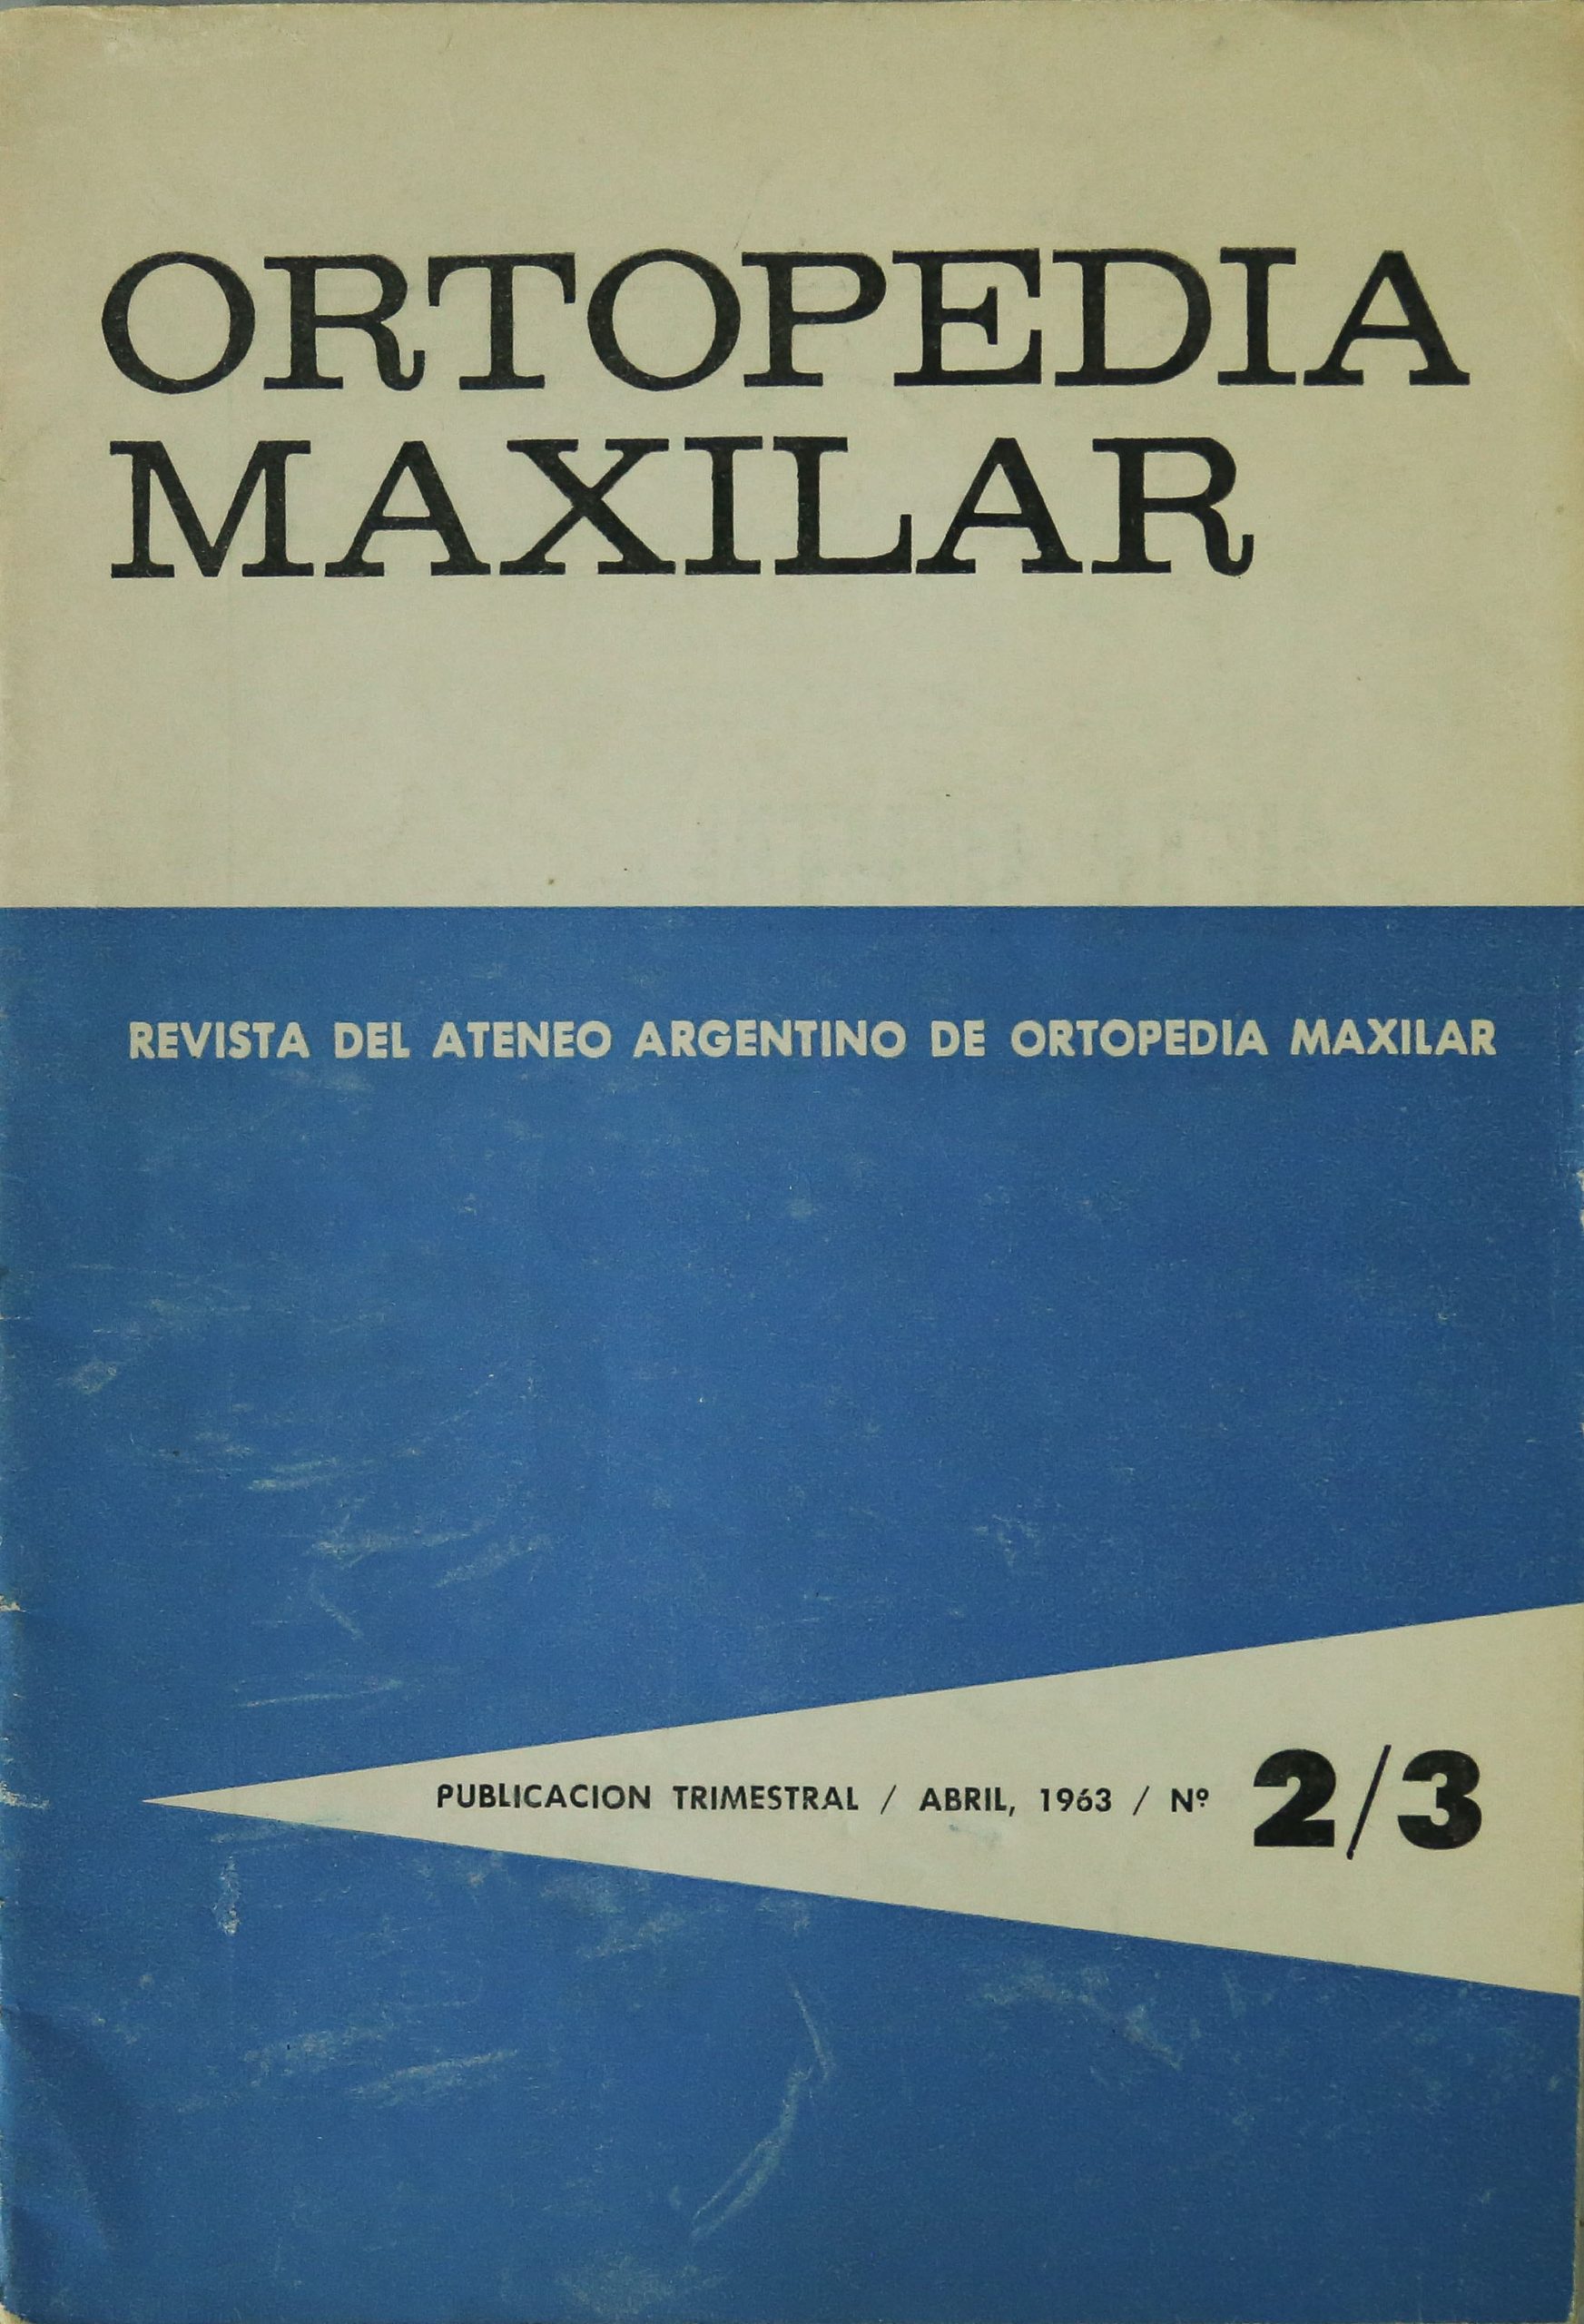 ORTOPEDIA
MAXILAR
REVISTA DEL ATENEO ARGENTINO DE ORTOPEDIA MAXILAR
PUBLICACION TRIMESTRAL / ABRIL, 1963 / Nº 2/3